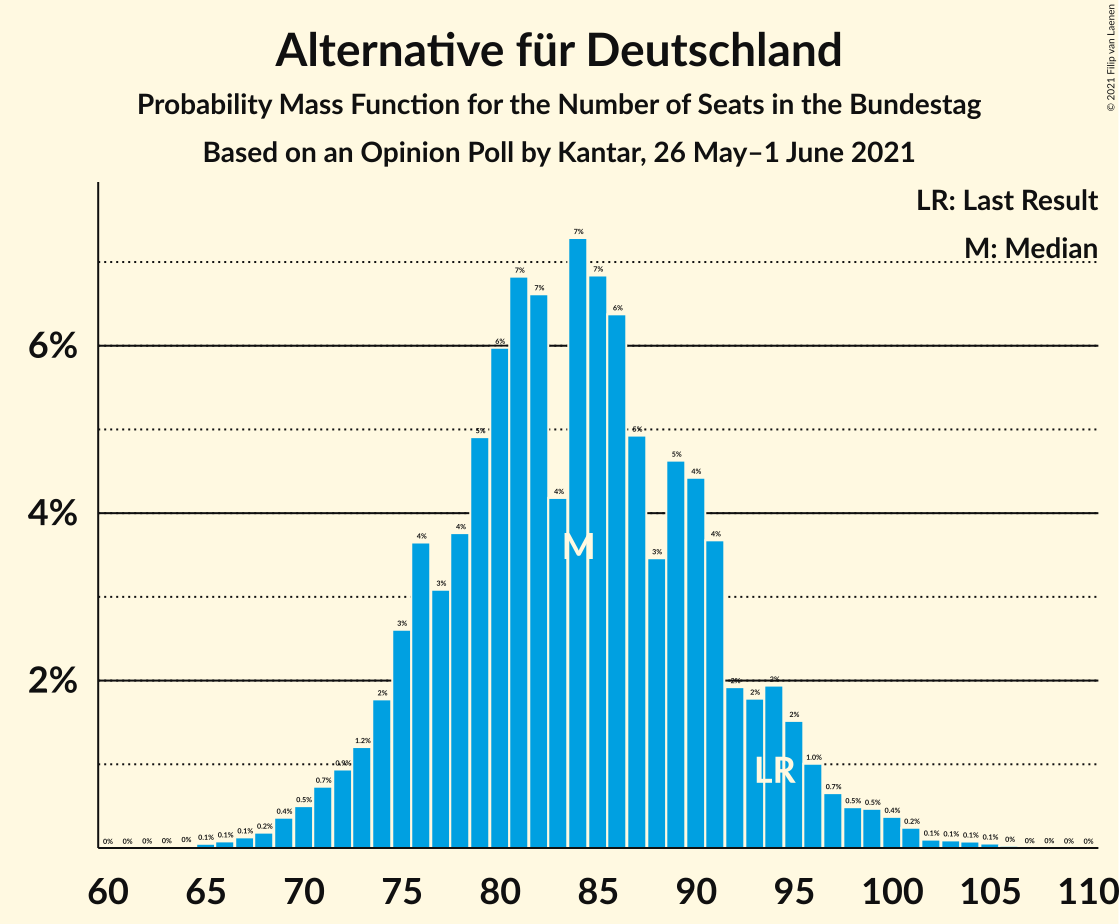 Alternative für Deutschland
Probability Mass Function for the Number of Seats in the Bundestag
Based on an Opinion Poll by Kantar, 26 May–1 June 2021
© 2021 Filip van Laenen
LR: Last Result
M: Median
6%
4%
2%
0% 0% 0% 0% 0% 0.1% 0.1% 0.1% 0.2% 0.4% 0.5% 0.7% 0.9% 1.2% 2% 3% 4% 3% 4% 5% 6% 7% 7% 4% 7% 7% 6% 5% 3% 5% 4% 4% 2% 2% 2% 2% 1.0% 0.7% 0.5% 0.5% 0.4% 0.2% 0.1% 0.1% 0.1% 0.1% 0% 0% 0% 0% 0%
M
LR
60 65 70 75 80 85 90 95 100 105 110